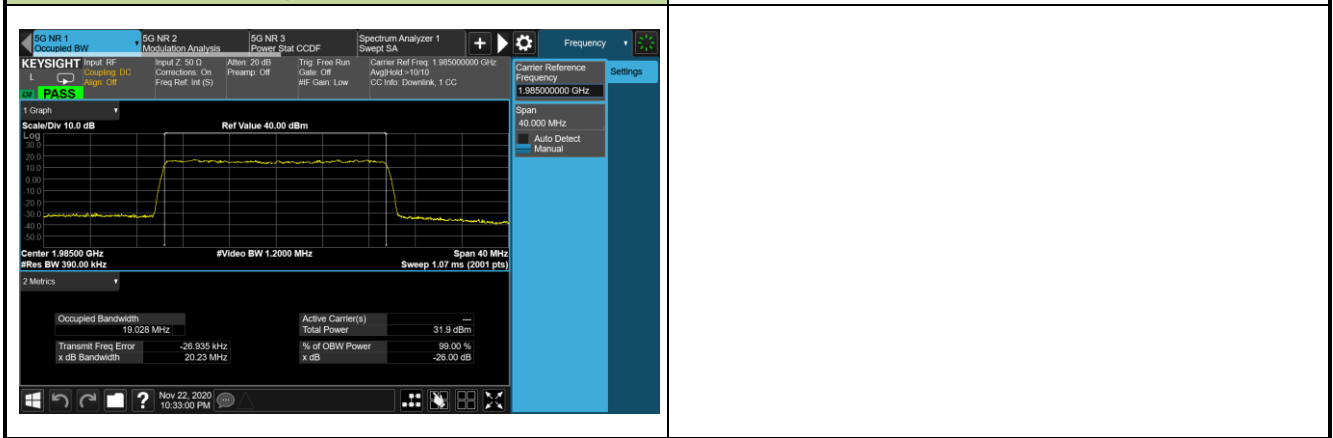 5G NR 1
Occupied BW
5G NR 2
Modulation Analysis
5G NR 3
Power Stat CCDF
Spectrum Analyzer 1
Swept SA
Frequency
KEYSIGHT
L
PASS
Input: RF
Coupling: DC
Align: Off
Input Z: 50 Ω
Corrections: On
Freq Ref: Int (S)
Atten: 20 dB
Preamp: Off
Trig: Free Run
Gate: Off
#IF Gain: Low
Carrier Ref Freq: 1.985000000 GHz
Avg|Hold:>10/10
CC Info: Downlink, 1 CC
Carrier Reference
Frequency
1.985000000 GHz
Settings
Span
40.000 MHz
Auto Detect
Manual
1 Graph
Scale/Div 10.0 dB
Ref Value 40.00 dBm
Log
30.0
20.0
10.0
0.00
-10.0
-20.0
-30.0
-40.0
-50.0
Center 1.98500 GHz
#Video BW 1.2000 MHz
Span 40 MHz
#Res BW 390.00 kHz
Sweep 1.07 ms (2001 pts)
2 Metrics
Occupied Bandwidth
19.028 MHz
Active Carrier(s) ---
Total Power 31.9 dBm
Transmit Freq Error -26.935 kHz
x dB Bandwidth 20.23 MHz
% of OBW Power 99.00 %
x dB -26.00 dB
?
Nov 22, 2020
10:33:00 PM